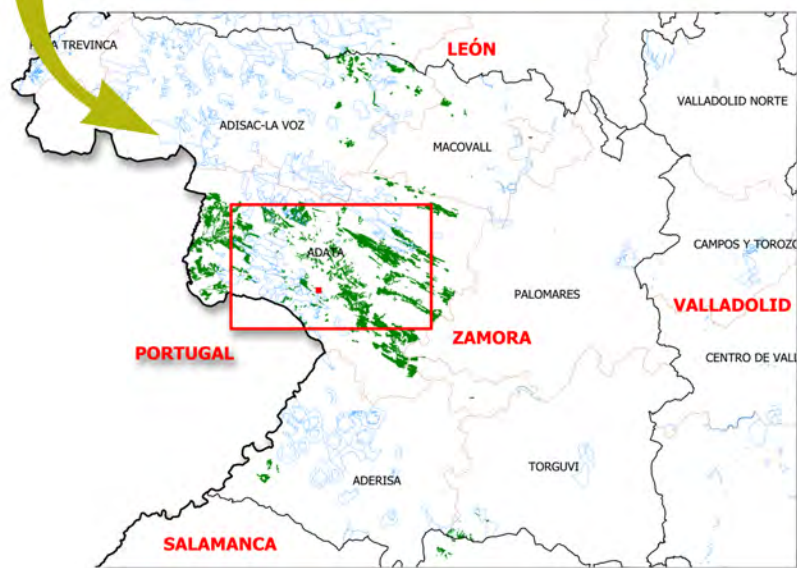 TREVINCA
LEÓN
VALLADOLID NORTE
ADISAC-LA VOZ
MACOVALL
CAMPOS Y TOROZO
ADATA
PALOMARES
VALLADOLID
ZAMORA
PORTUGAL
CENTRO DE VALL
TORGUVI
ADERISA
SALAMANCA